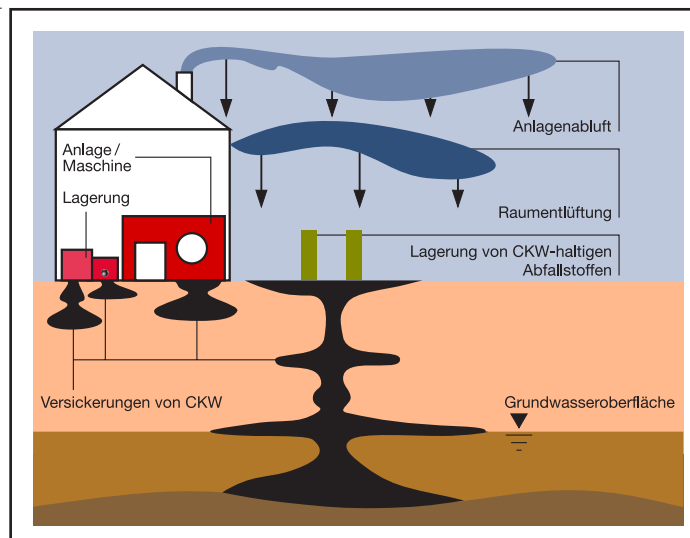 Anlagenabluft
Anlage/
Maschine
Lagerung
Raumentlüftung
Lagerung von CKW-haltigen
Abfallstoffen
Versickerungen von CKW
Grundwasseroberfläche